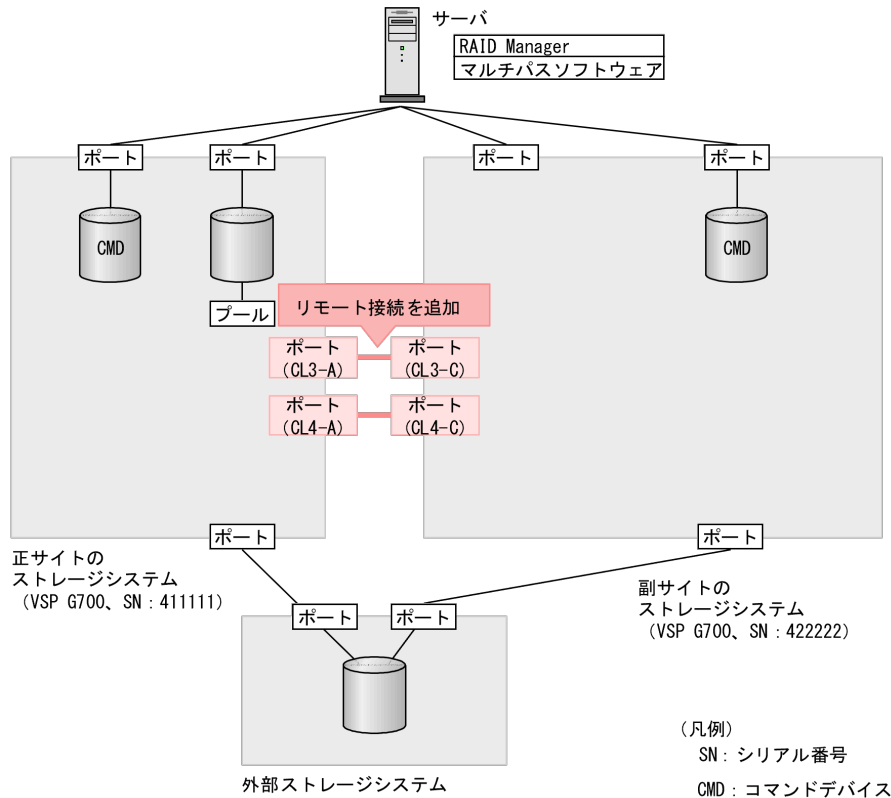 サーバ
RAID Manager
マルチパスソフトウェア
ポート
ポート
ポート
ポート
CMD
CMD
プール
リモート接続を追加
ポート
(CL3-A)
ポート
(CL3-C)
ポート
(CL4-A)
ポート
(CL4-C)
ポート
ポート
正サイトの
ストレージシステム
(VSP G700、SN：411111)
副サイトの
ストレージシステム
(VSP G700、SN：422222)
ポート
ポート
外部ストレージシステム
(凡例)
SN：シリアル番号
CMD：コマンドデバイス